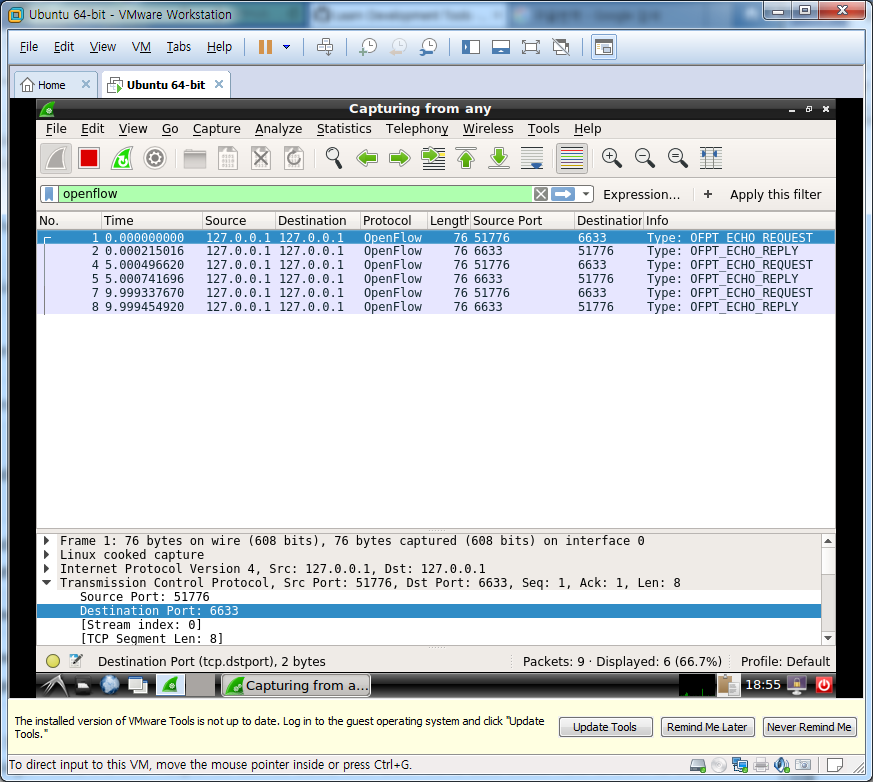 Ubuntu 64-bit - VMware Workstation
File Edit View VM Tabs Help
Home Ubuntu 64-bit
Capturing from any
File Edit View Go Capture Analyze Statistics Telephony Wireless Tools Help
openflow Expression... + Apply this filter
No. Time Source Destination Protocol Length Source Port Destination Info
1 0.000000000 127.0.0.1 127.0.0.1 OpenFlow 76 51776 6633 Type: OFPT_ECHO_REQUEST
2 0.000215016 127.0.0.1 127.0.0.1 OpenFlow 76 6633 51776 Type: OFPT_ECHO_REPLY
4 5.000496620 127.0.0.1 127.0.0.1 OpenFlow 76 51776 6633 Type: OFPT_ECHO_REQUEST
5 5.000741696 127.0.0.1 127.0.0.1 OpenFlow 76 6633 51776 Type: OFPT_ECHO_REPLY
7 9.999337670 127.0.0.1 127.0.0.1 OpenFlow 76 51776 6633 Type: OFPT_ECHO_REQUEST
8 9.999454920 127.0.0.1 127.0.0.1 OpenFlow 76 6633 51776 Type: OFPT_ECHO_REPLY
Frame 1: 76 bytes on wire (608 bits), 76 bytes captured (608 bits) on interface 0
Linux cooked capture
Internet Protocol Version 4, Src: 127.0.0.1, Dst: 127.0.0.1
Transmission Control Protocol, Src Port: 51776, Dst Port: 6633, Seq: 1, Ack: 1, Len: 8
Source Port: 51776
Destination Port: 6633
[Stream index: 0]
[TCP Segment Len: 8]
Destination Port (tcp.dstport), 2 bytes Packets: 9 · Displayed: 6 (66.7%) Profile: Default
Capturing from a... 18:55
The installed version of VMware Tools is not up to date. Log in to the guest operating system and click "Update
Tools." Update Tools Remind Me Later Never Remind Me
To direct input to this VM, move the mouse pointer inside or press Ctrl+G.